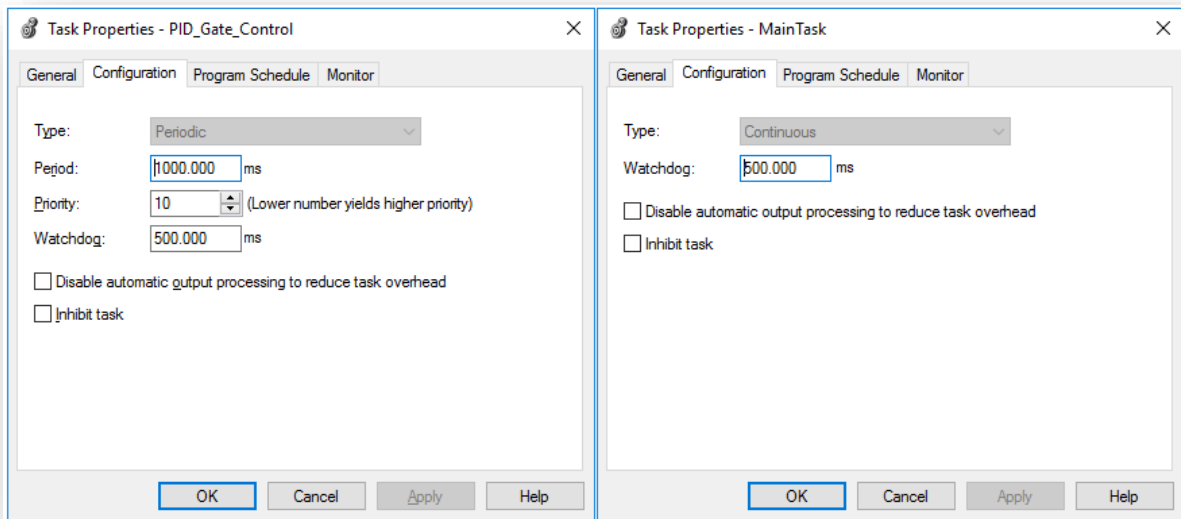 Task Properties - PID_Gate_Control
General Configuration Program Schedule Monitor
Type: Periodic
Period: 1000.000 ms
Priority: 10 (Lower number yields higher priority)
Watchdog: 500.000 ms
Disable automatic output processing to reduce task overhead
Inhibit task
OK Cancel Apply Help
Task Properties - MainTask
General Configuration Program Schedule Monitor
Type: Continuous
Watchdog: 500.000 ms
Disable automatic output processing to reduce task overhead
Inhibit task
OK Cancel Apply Help